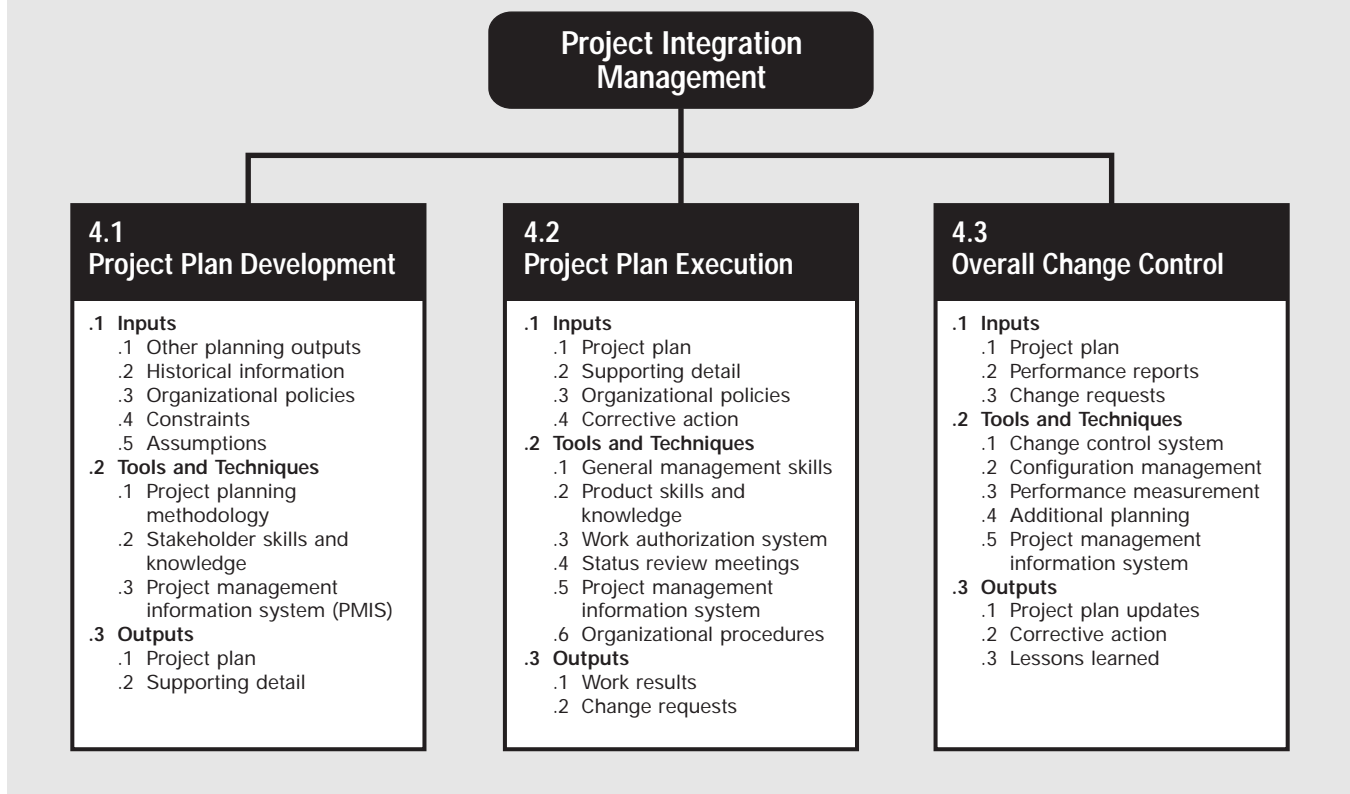 Project Integration
Management
4.1
Project Plan Development
.1 Inputs
.1 Other planning outputs
.2 Historical information
.3 Organizational policies
.4 Constraints
.5 Assumptions
.2 Tools and Techniques
.1 Project planning
methodology
.2 Stakeholder skills and
knowledge
.3 Project management
information system (PMIS)
.3 Outputs
.1 Project plan
.2 Supporting detail
4.2
Project Plan Execution
.1 Inputs
.1 Project plan
.2 Supporting detail
.3 Organizational policies
.4 Corrective action
.2 Tools and Techniques
.1 General management skills
.2 Product skills and
knowledge
.3 Work authorization system
.4 Status review meetings
.5 Project management
information system
.6 Organizational procedures
.3 Outputs
.1 Work results
.2 Change requests
4.3
Overall Change Control
.1 Inputs
.1 Project plan
.2 Performance reports
.3 Change requests
.2 Tools and Techniques
.1 Change control system
.2 Configuration management
.3 Performance measurement
.4 Additional planning
.5 Project management
information system
.3 Outputs
.1 Project plan updates
.2 Corrective action
.3 Lessons learned